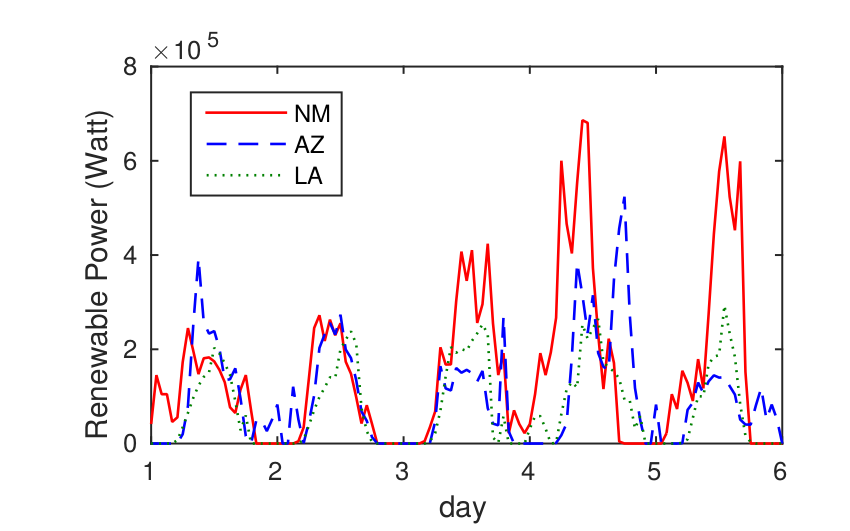 ×10 5
8
6
4
2
0
Renewable Power (Watt)
NM
AZ
LA
1 2 3 4 5 6
day